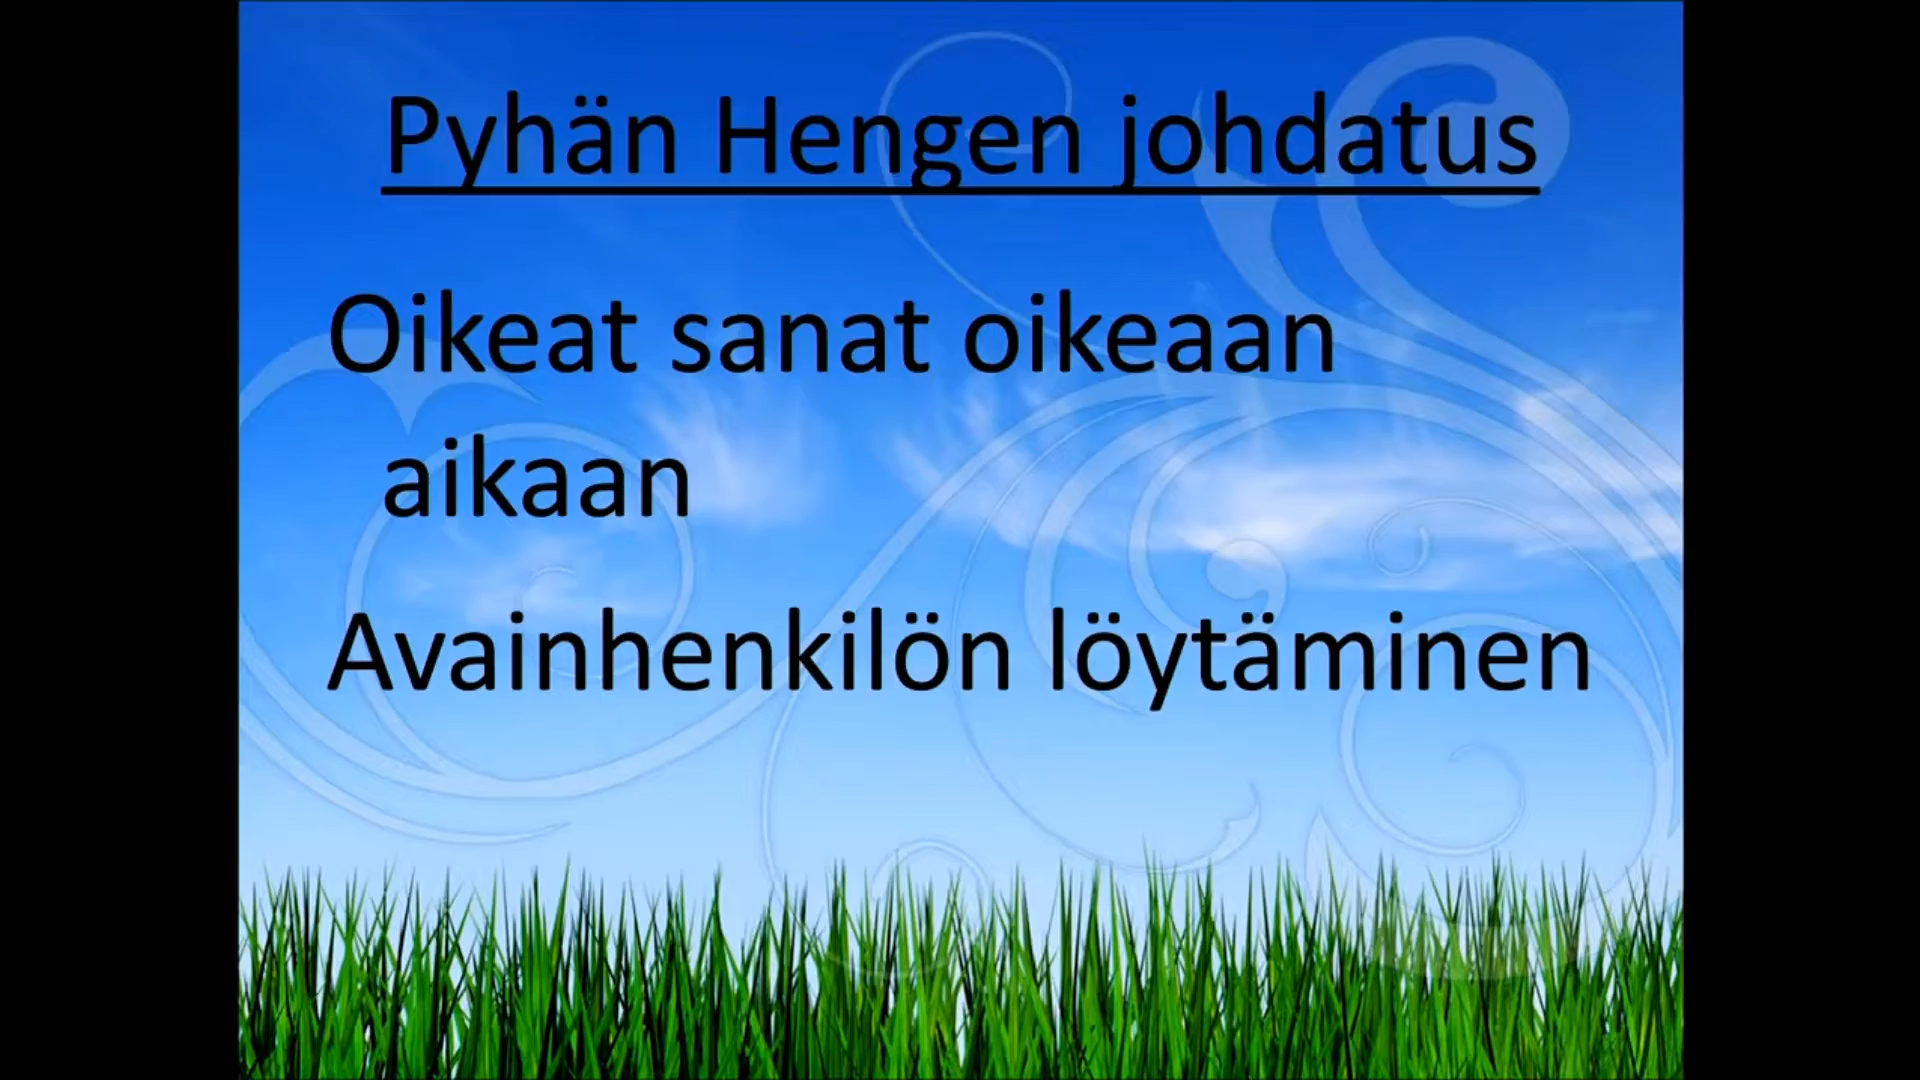 Pyhän Hengen johdatus
Oikeat sanat oikeaan
aikaan
Avainhenkilön löytäminen